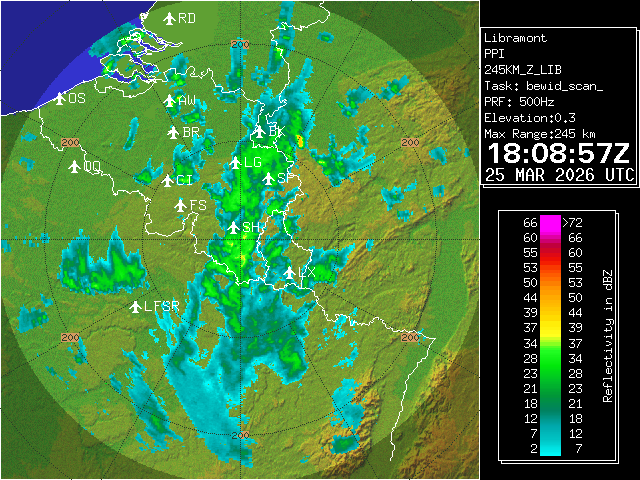 RD
200
OS
AW
BR
BK
200
200
LG
CI
FS
SH
LX
LFSR
200
200
200
Libramont
PPI
245KM_Z_LIB
Task: bewid_scan_
PRF: 500Hz
Elevation:0.3
Max Range:245 km
18:08:57Z
25 MAR 2026 UTC
66 >72
60 66
55 60
53 55
50 53
44 50
39 44
37 39
34 37
28 34
23 28
21 23
18 21
12 18
7 12
2 7
Reflectivity in dBZ